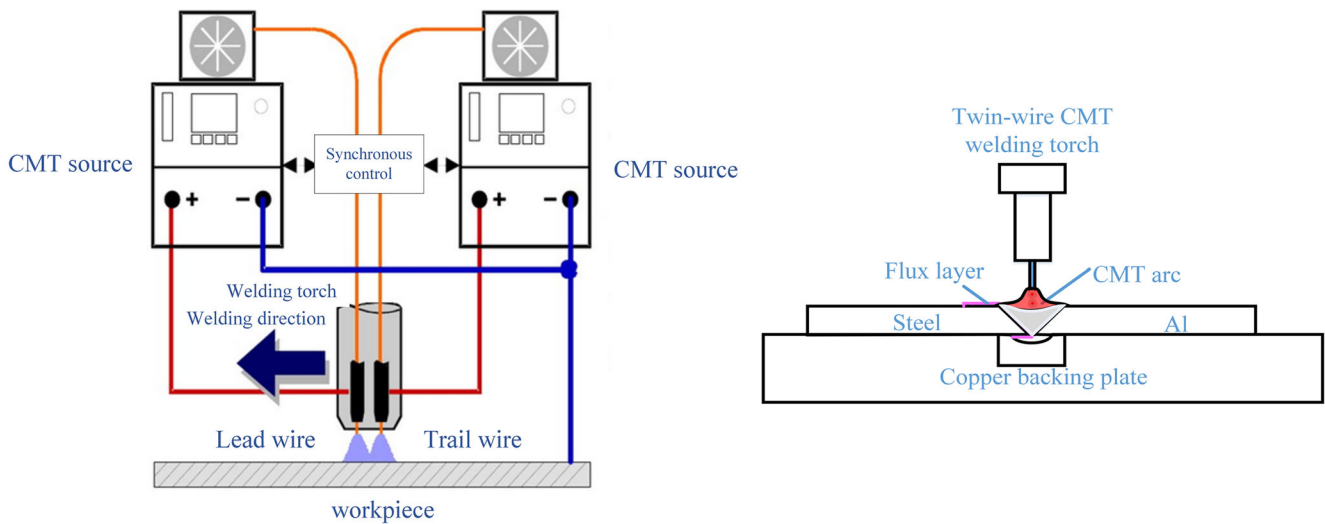 CMT source
+
−
Synchronous
control
+
−
CMT source
Welding torch
Welding direction
Lead wire
Trail wire
workpiece
Twin-wire CMT
welding torch
Flux layer
CMT arc
Steel
Al
Copper backing plate